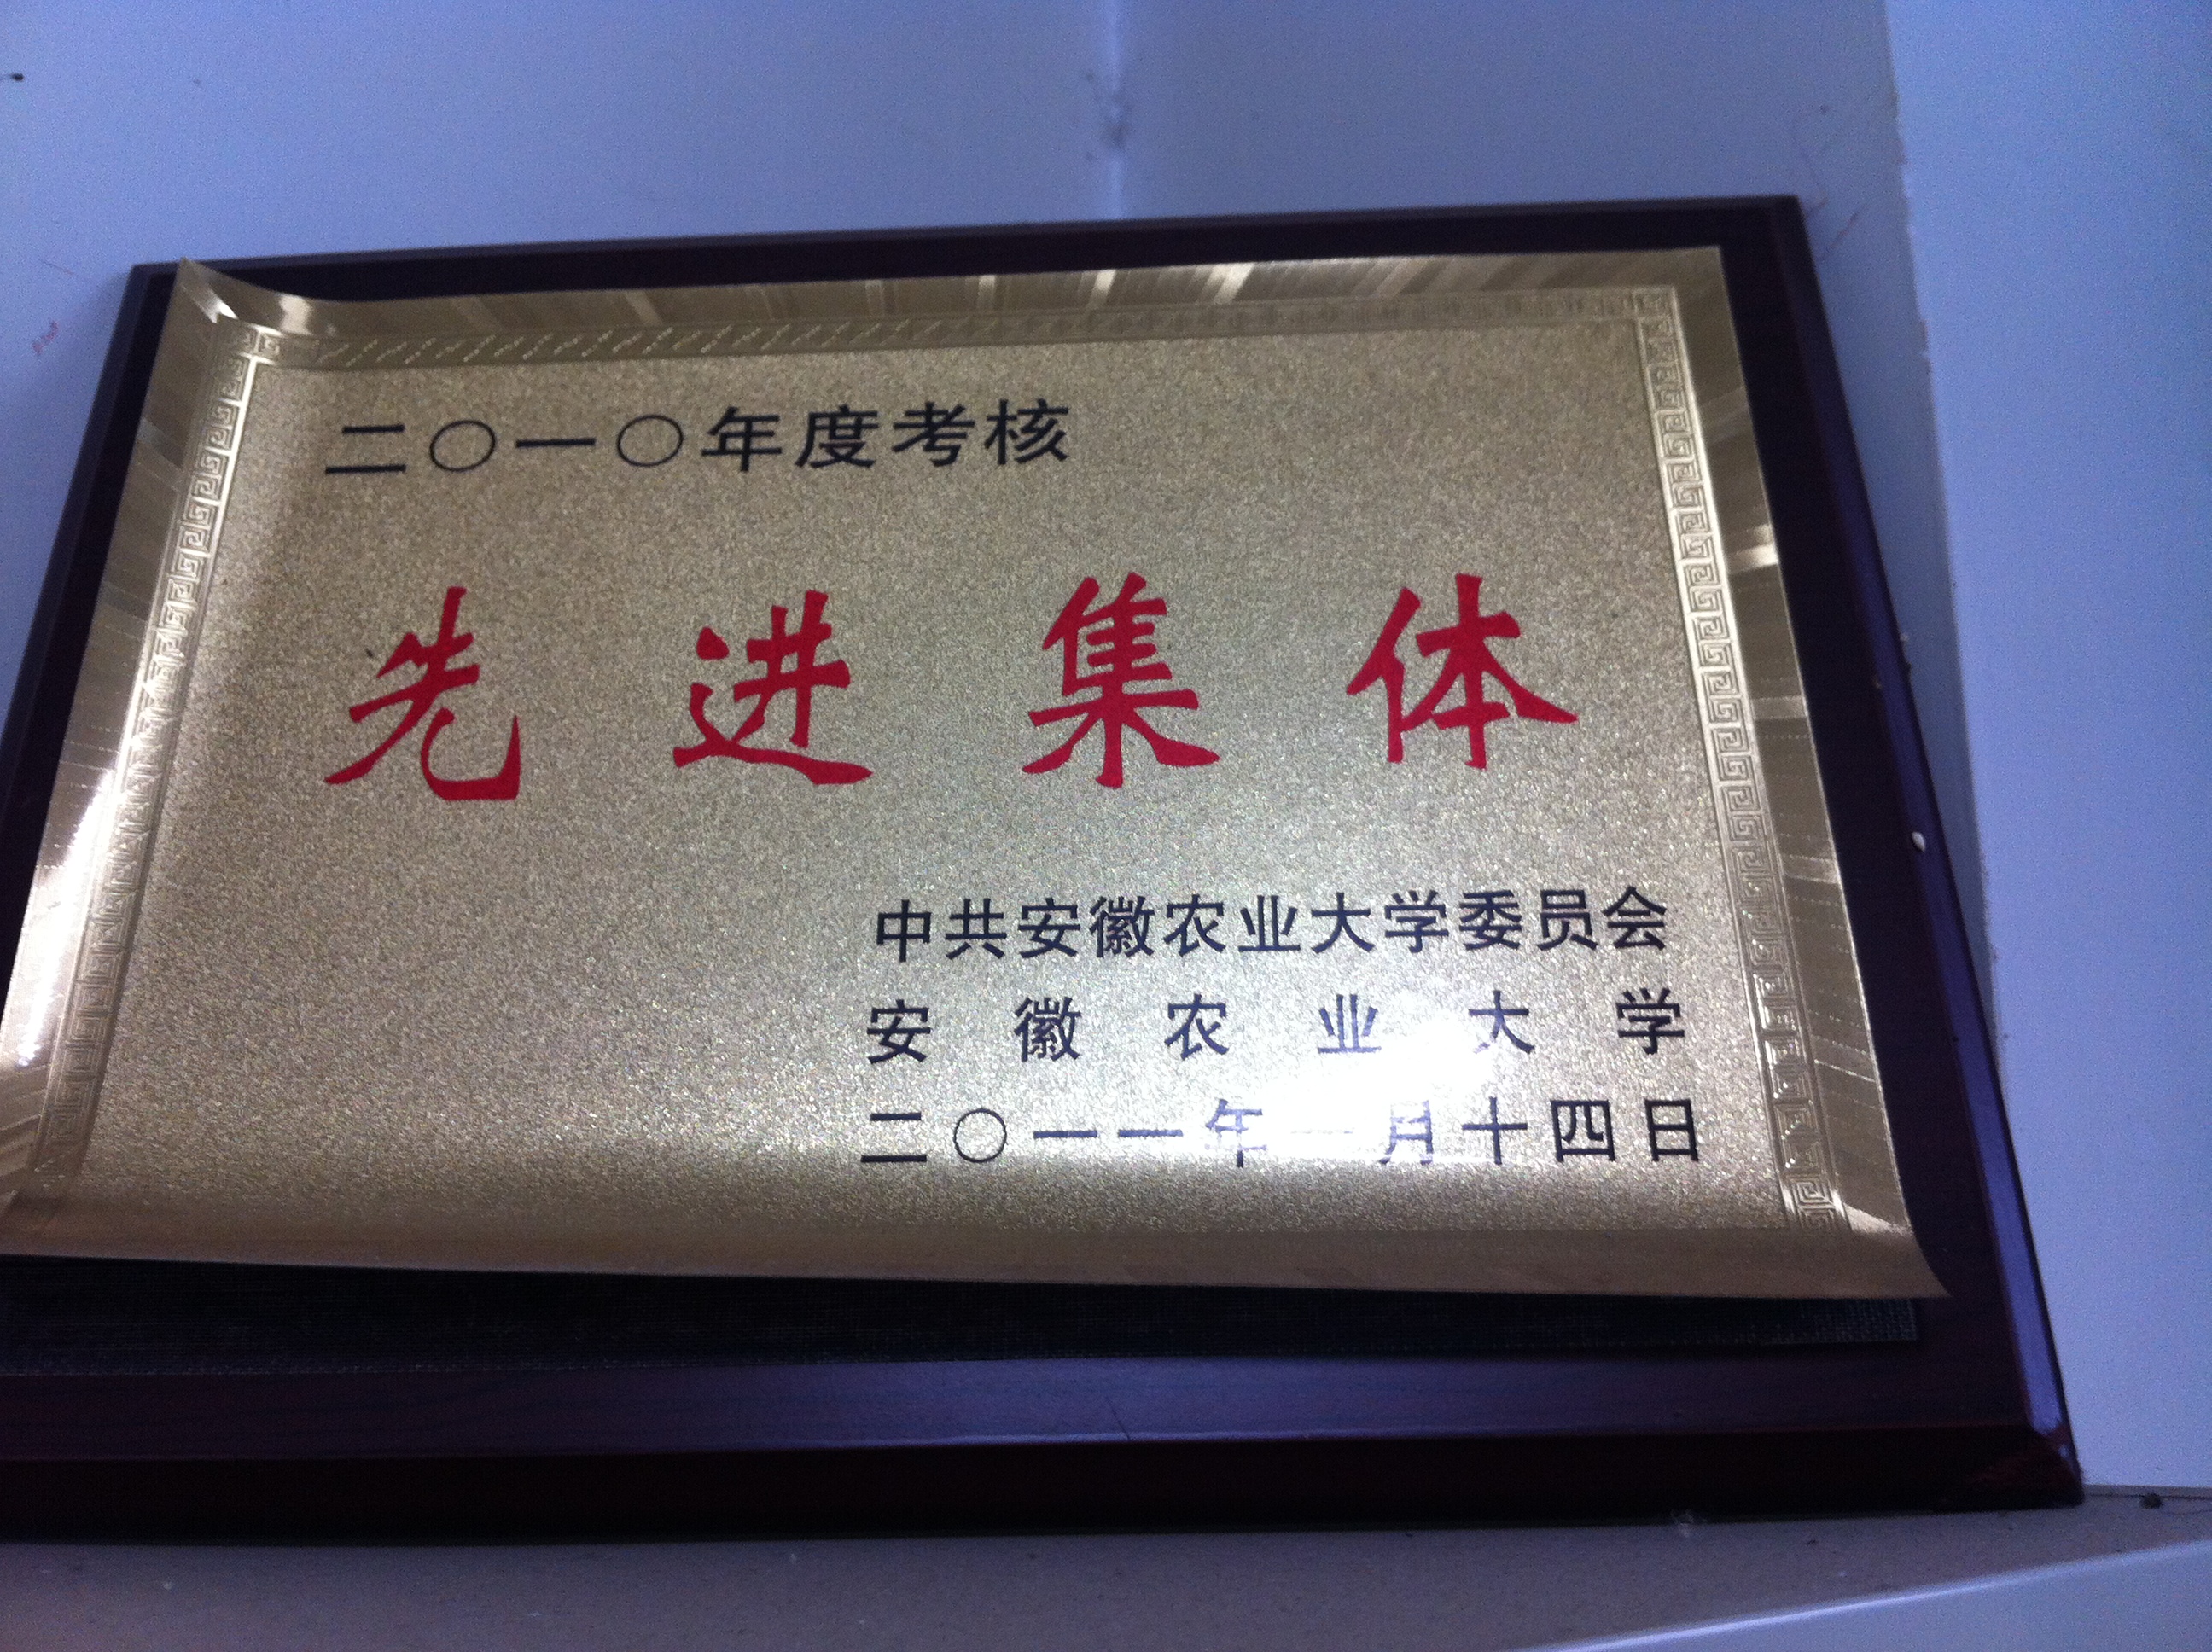 二〇一〇年度考核
先进集体
中共安徽农业大学委员会
安徽农业大学
二〇一一年一月十四日